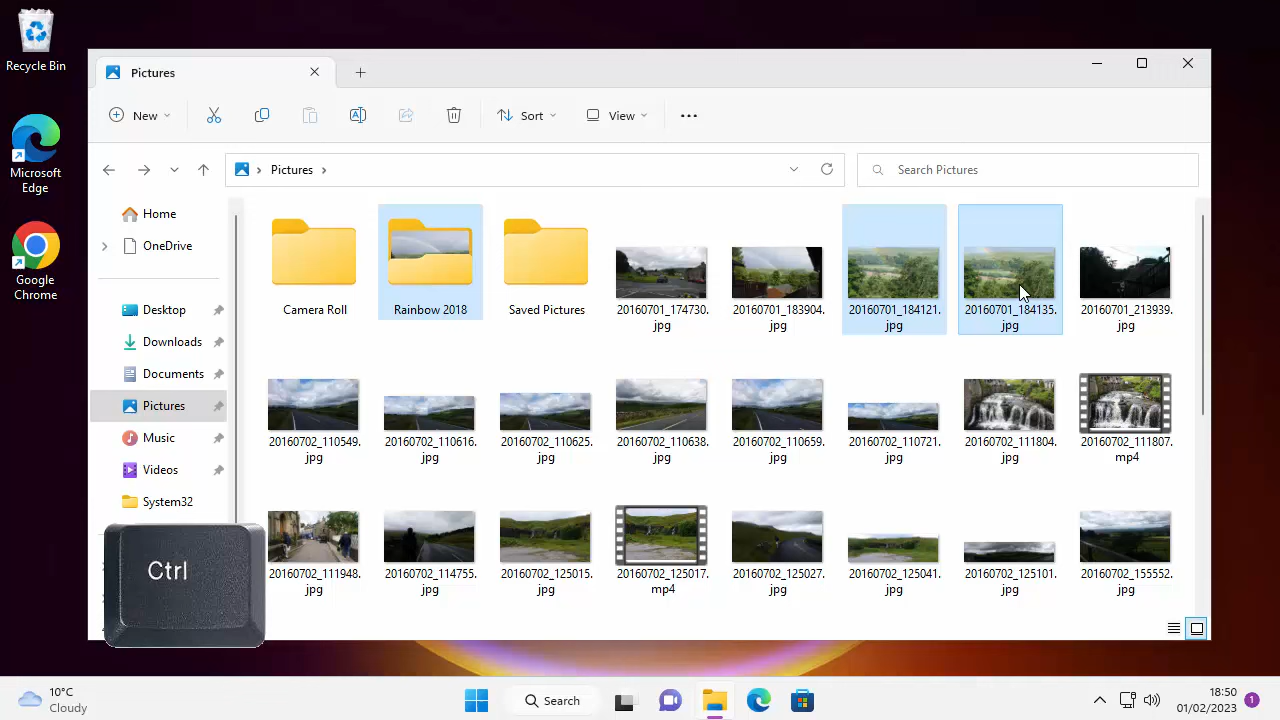 Recycle Bin
Microsoft
Edge
Google
Chrome
Pictures
New
Sort
View
Pictures
Search Pictures
Home
OneDrive
Desktop
Downloads
Documents
Pictures
Music
Videos
System32
Camera Roll
Rainbow 2018
Saved Pictures
20160701_174730.
jpg
20160701_183904.
jpg
20160701_184121.
jpg
20160701_184135.
jpg
20160701_213939.
jpg
20160702_110549.
jpg
20160702_110616.
jpg
20160702_110625.
jpg
20160702_110638.
jpg
20160702_110659.
jpg
20160702_110721.
jpg
20160702_111804.
jpg
20160702_111807.
mp4
20160702_111948.
jpg
20160702_114755.
jpg
20160702_125015.
jpg
20160702_125017.
mp4
20160702_125027.
jpg
20160702_125041.
jpg
20160702_125101.
jpg
20160702_155552.
jpg
Ctrl
10°C
Cloudy
Search
18:50
01/02/2023
1